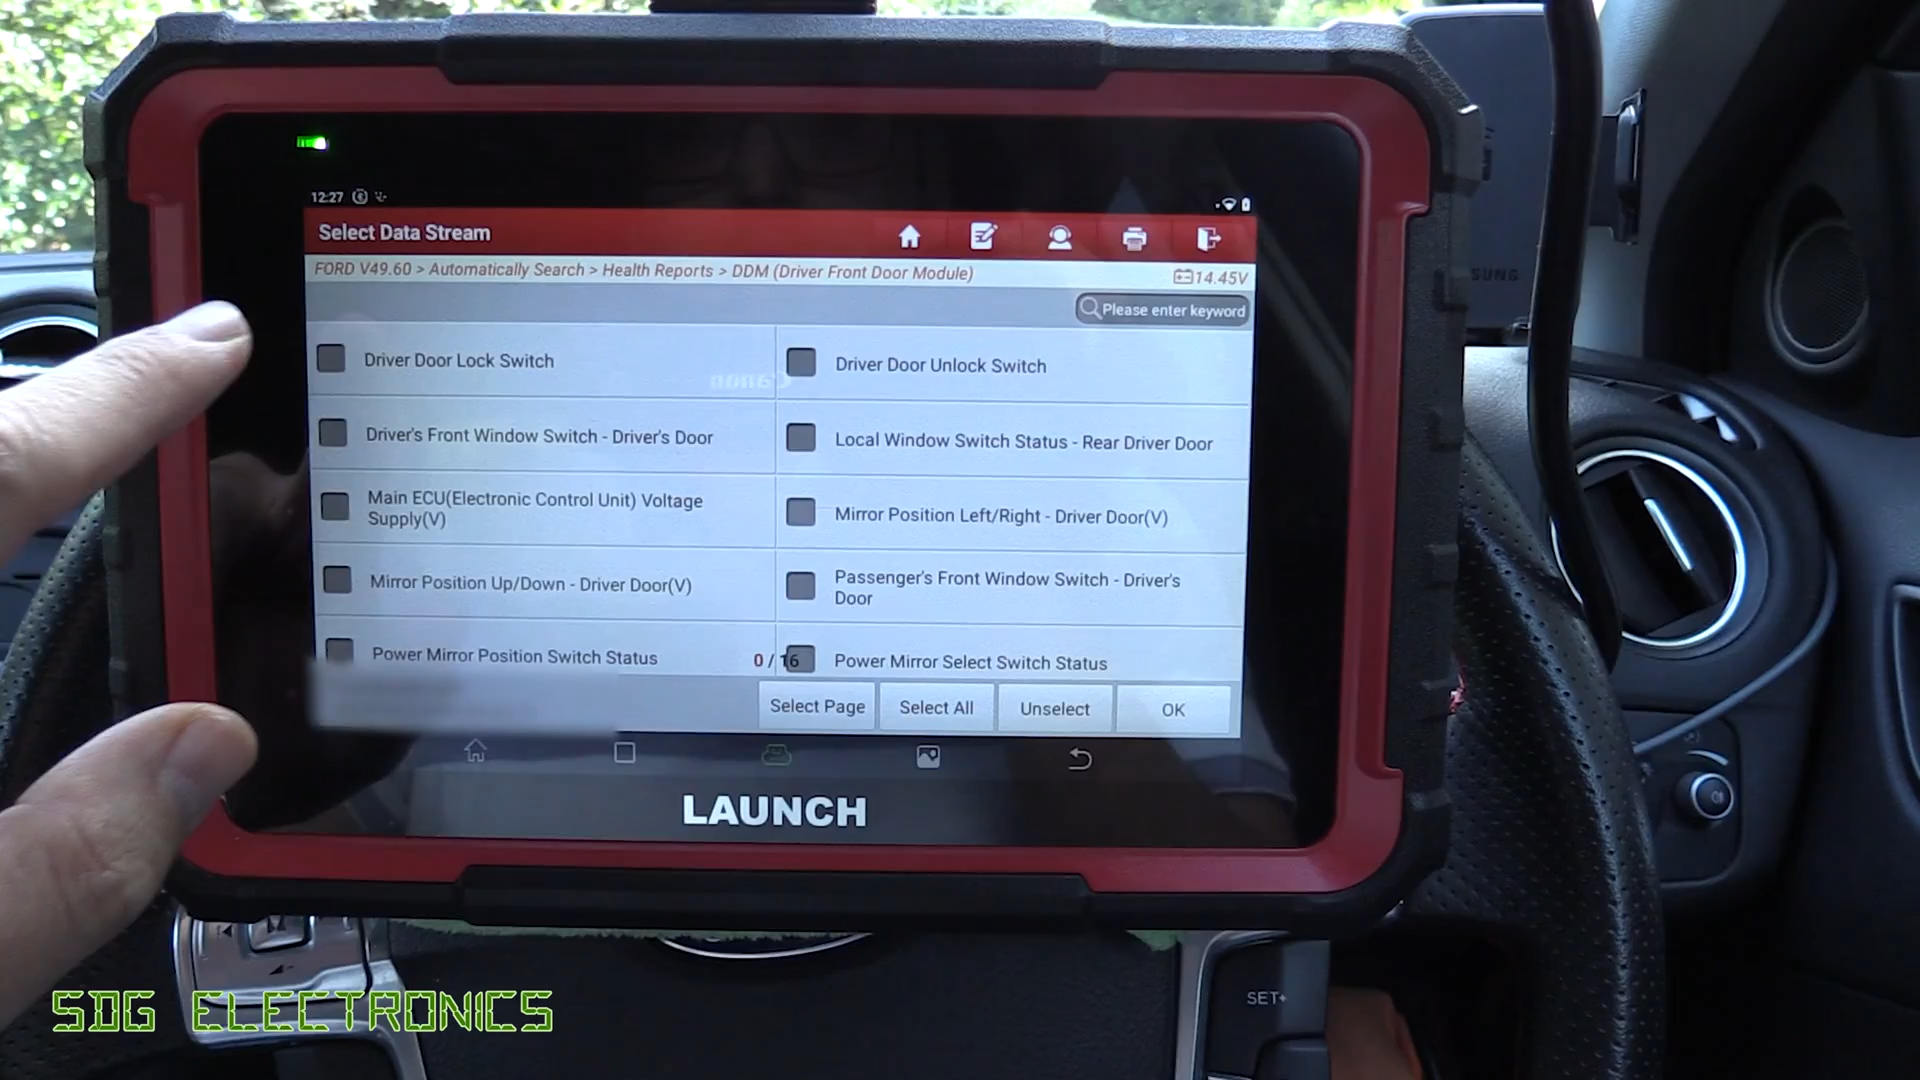 12:27
Select Data Stream
FORD V49.60 > Automatically Search > Health Reports > DDM (Driver Front Door Module)
14.45V
Please enter keyword
Driver Door Lock Switch
Driver Door Unlock Switch
Driver's Front Window Switch - Driver's Door
Local Window Switch Status - Rear Driver Door
Main ECU(Electronic Control Unit) Voltage
Supply(V)
Mirror Position Left/Right - Driver Door(V)
Mirror Position Up/Down - Driver Door(V)
Passenger's Front Window Switch - Driver's
Door
Power Mirror Position Switch Status
0 / 16
Power Mirror Select Switch Status
Select Page
Select All
Unselect
OK
LAUNCH
SET+
SDG ELECTRONICS